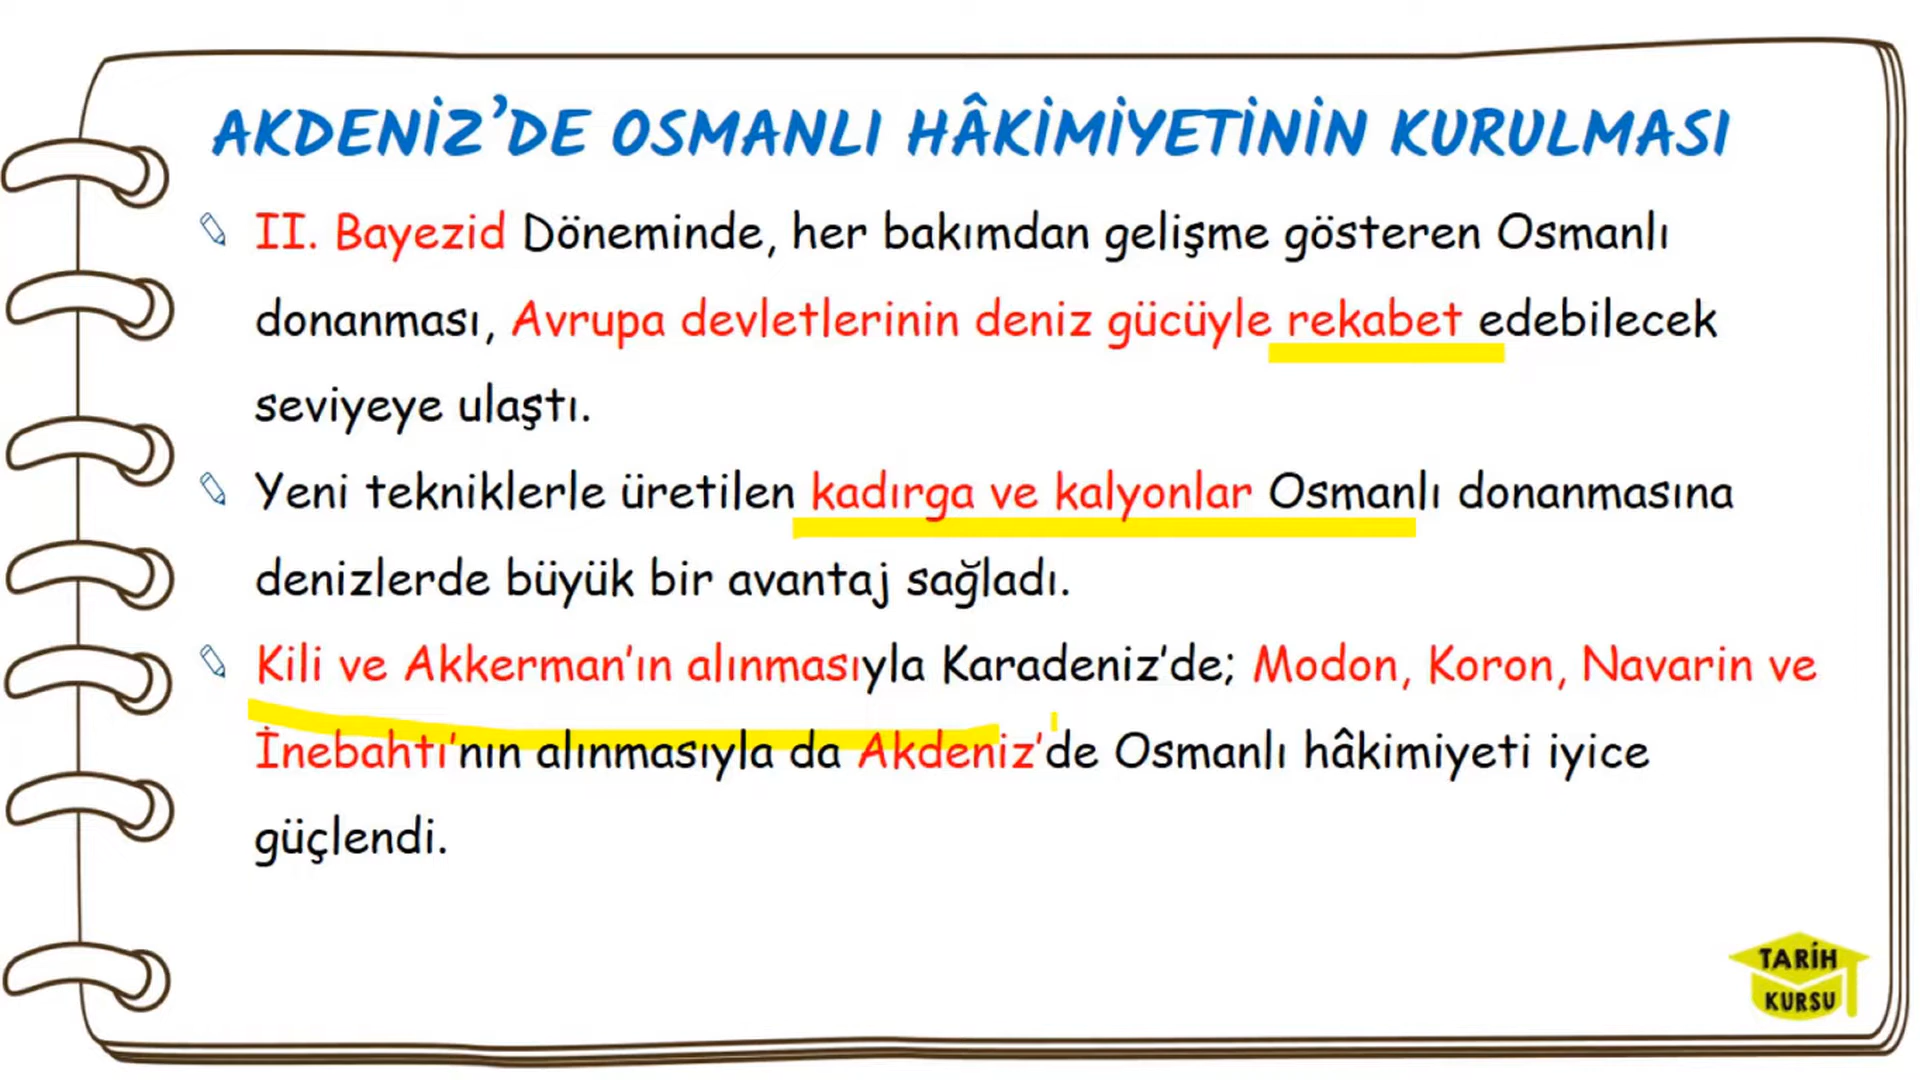 AKDENİZ’DE OSMANLI HÂKİMİYETİNİN KURULMASI
II. Bayezid Döneminde, her bakımdan gelişme gösteren Osmanlı
donanması, Avrupa devletlerinin deniz gücüyle rekabet edebilecek
seviyeye ulaştı.
Yeni tekniklerle üretilen kadırga ve kalyonlar Osmanlı donanmasına
denizlerde büyük bir avantaj sağladı.
Kili ve Akkerman’ın alınmasıyla Karadeniz’de; Modon, Koron, Navarin ve
İnebahtı’nın alınmasıyla da Akdeniz’de Osmanlı hâkimiyeti iyice
güçlendi.
TARİH
KURSU